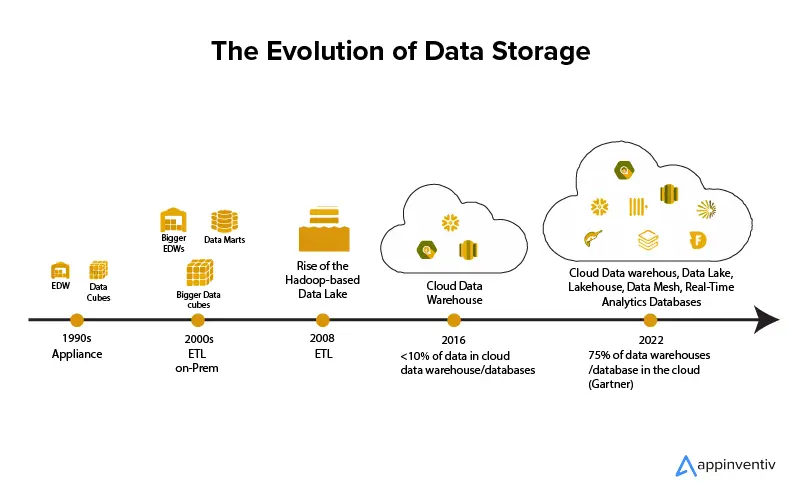 The Evolution of Data Storage
EDW
Data
Cubes
Bigger
EDWs
Data Marts
Bigger Data
cubes
Rise of the
Hadoop-based
Data Lake
Cloud Data
Warehouse
Cloud Data warehous, Data Lake,
Lakehouse, Data Mesh, Real-Time
Analytics Databases
1990s
Appliance
2000s
ETL
on-Prem
2008
ETL
2016
<10% of data in cloud
data warehouse/databases
2022
75% of data warehouses
/database in the cloud
(Gartner)
appinventiv